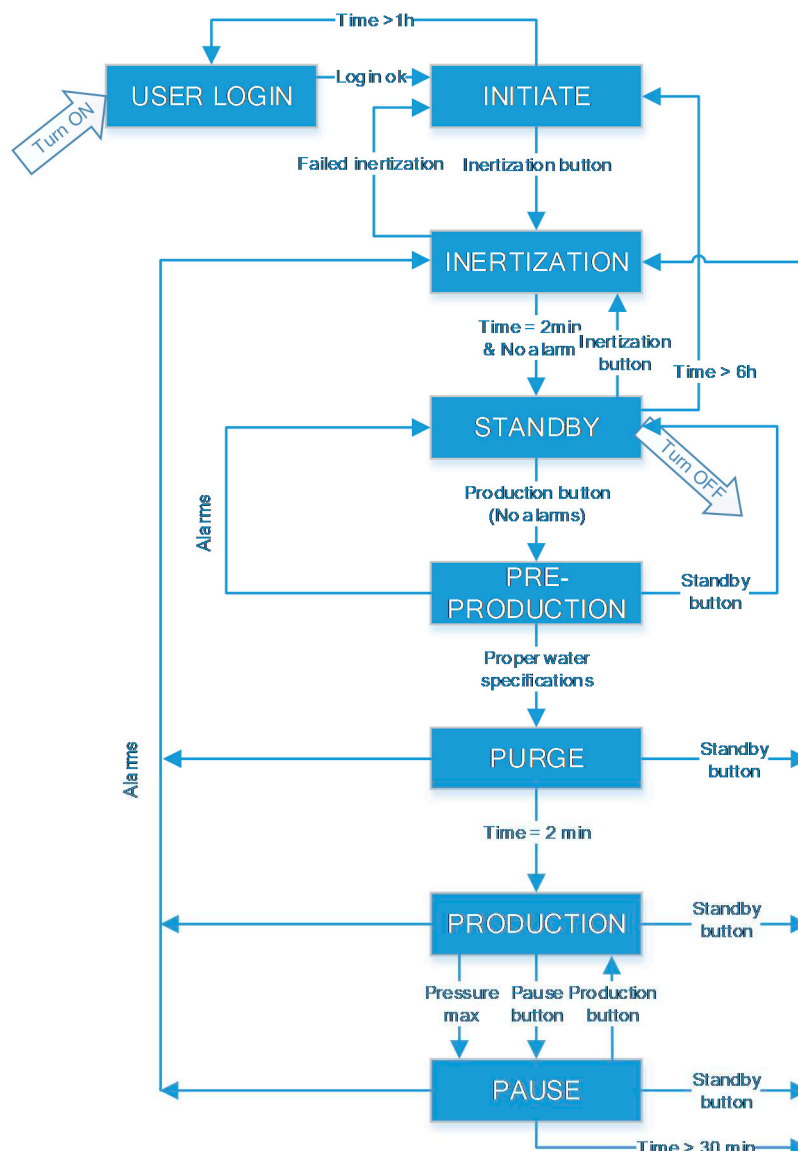 Time >1h
USER LOGIN
Login ok
INITIATE
Turn ON
Failed inertization
Inertization button
INERTIZATION
Time = 2min
& No alarm
Inertization
button
Time > 6h
STANDBY
Turn OFF
Production button
(No alarms)
Alarms
PRE-
PRODUCTION
Standby
button
Proper water
specifications
PURGE
Standby
button
Alarms
Time = 2 min
PRODUCTION
Standby
button
Pressure
max
Pause
button
Production
button
PAUSE
Standby
button
Time > 30 min